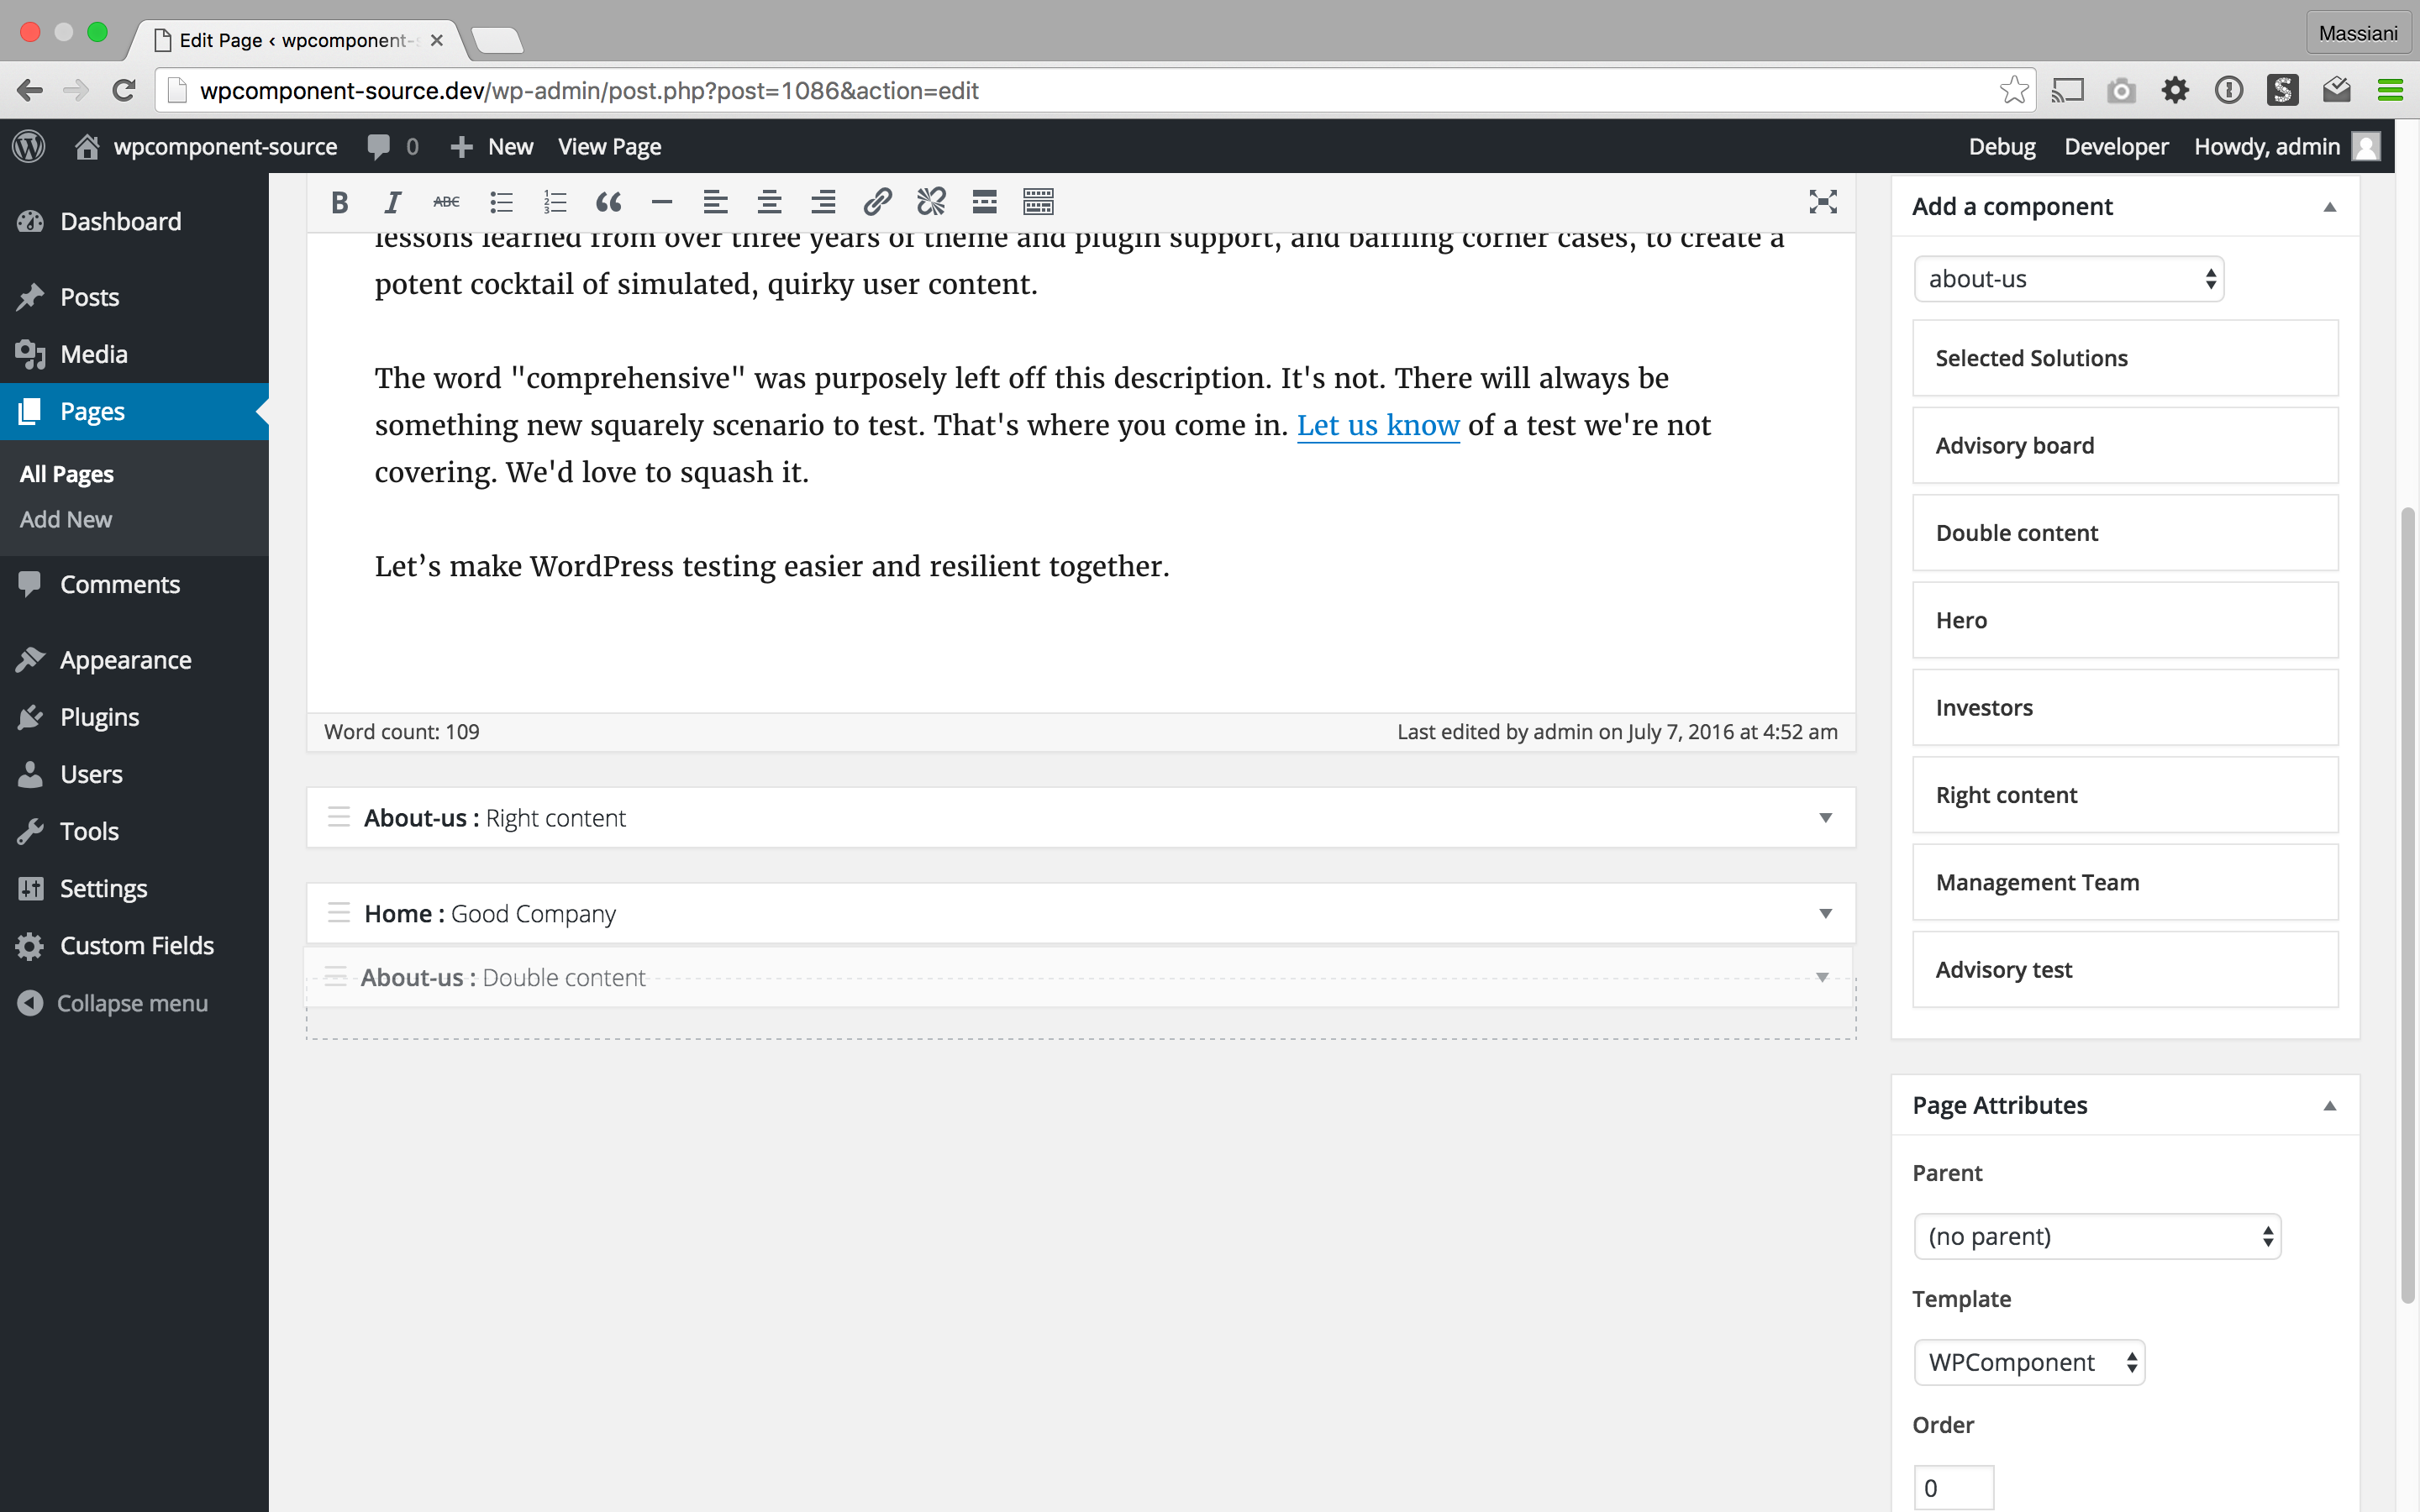 Edit Page ‹ wpcomponent-
Massiani
wpcomponent-source.dev/wp-admin/post.php?post=1086&action=edit
wpcomponent-source
0
New
View Page
Debug
Developer
Howdy, admin
Dashboard
Posts
Media
Pages
All Pages
Add New
Comments
Appearance
Plugins
Users
Tools
Settings
Custom Fields
Collapse menu
B I ABC
lessons learned from over three years of theme and plugin support, and baffling corner cases, to create a
potent cocktail of simulated, quirky user content.
The word "comprehensive" was purposely left off this description. It's not. There will always be
something new squarely scenario to test. That's where you come in. Let us know of a test we're not
covering. We'd love to squash it.
Let’s make WordPress testing easier and resilient together.
Word count: 109
Last edited by admin on July 7, 2016 at 4:52 am
About-us : Right content
Home : Good Company
About-us : Double content
Add a component
about-us
Selected Solutions
Advisory board
Double content
Hero
Investors
Right content
Management Team
Advisory test
Page Attributes
Parent
(no parent)
Template
WPComponent
Order
0